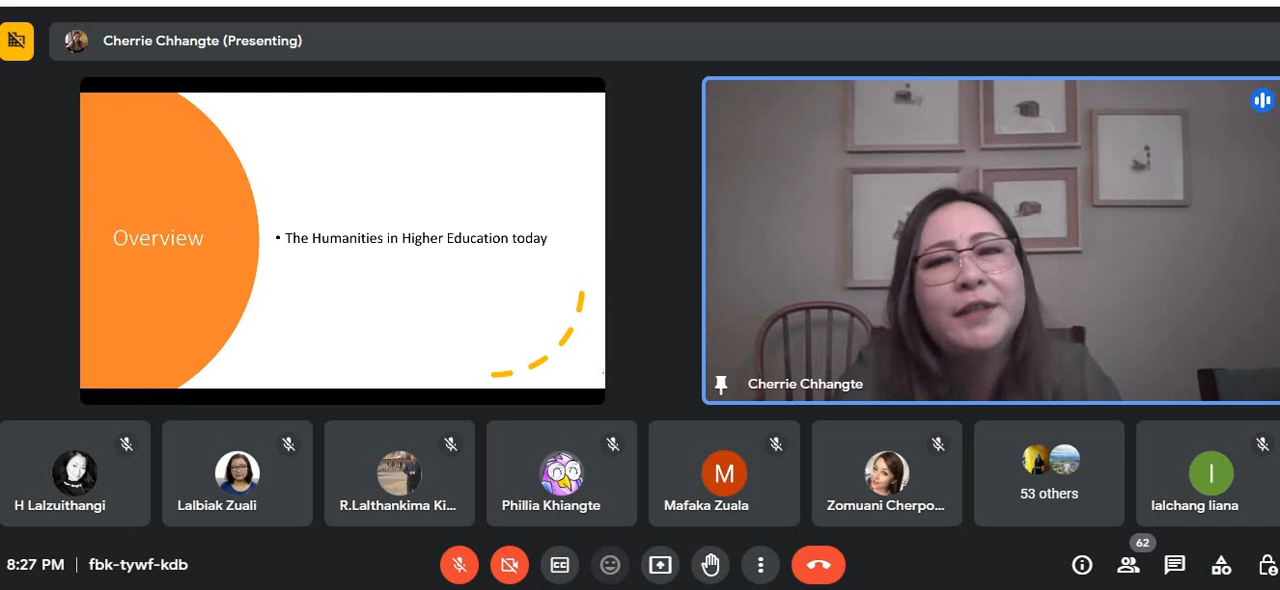 Cherrie Chhangte (Presenting)
Overview
• The Humanities in Higher Education today
Cherrie Chhangte
H Lalzuithangi
Lalbiak Zuali
R.Lalthankima Ki...
Phillia Khiangte
M
Mafaka Zuala
Zomuani Cherpo...
53 others
l
lalchang liana
8:27 PM | fbk-tywf-kdb
CC
62